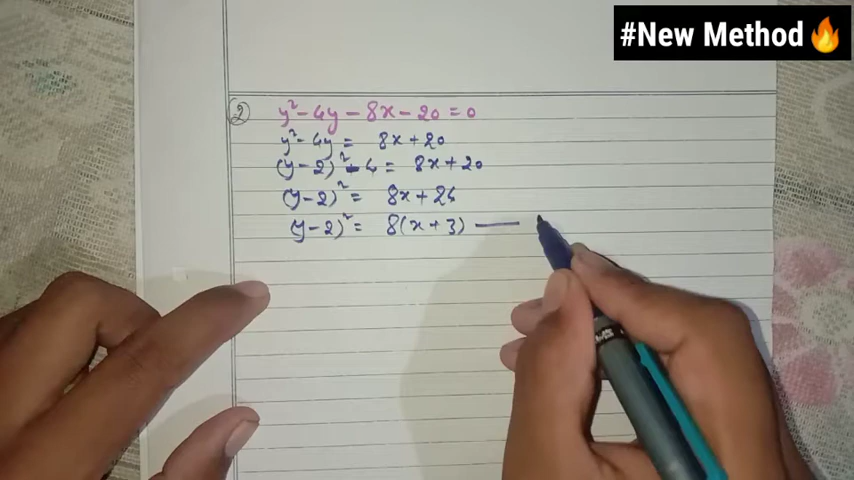 #New Method🔥
② y² - 4y - 8x - 20 = 0
y² - 4y = 8x + 20
(y - 2)² - 4 = 8x + 20
(y - 2)² = 8x + 24
(y - 2)² = 8(x + 3) ——